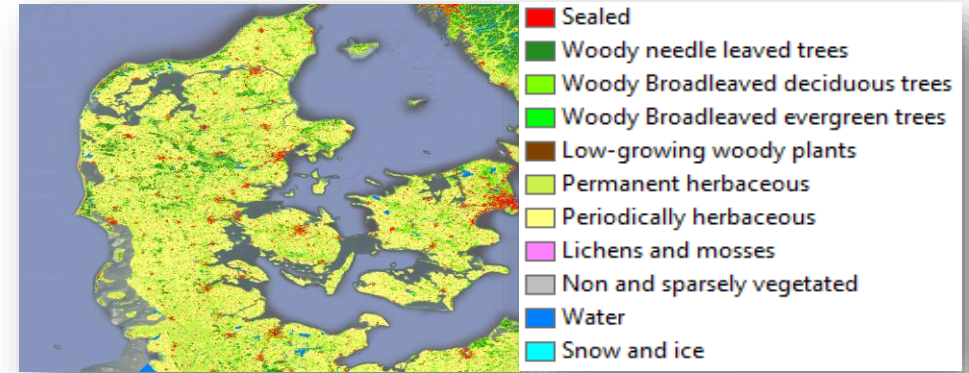 Sealed
Woody needle leaved trees
Woody Broadleaved deciduous trees
Woody Broadleaved evergreen trees
Low-growing woody plants
Permanent herbaceous
Periodically herbaceous
Lichens and mosses
Non and sparsely vegetated
Water
Snow and ice